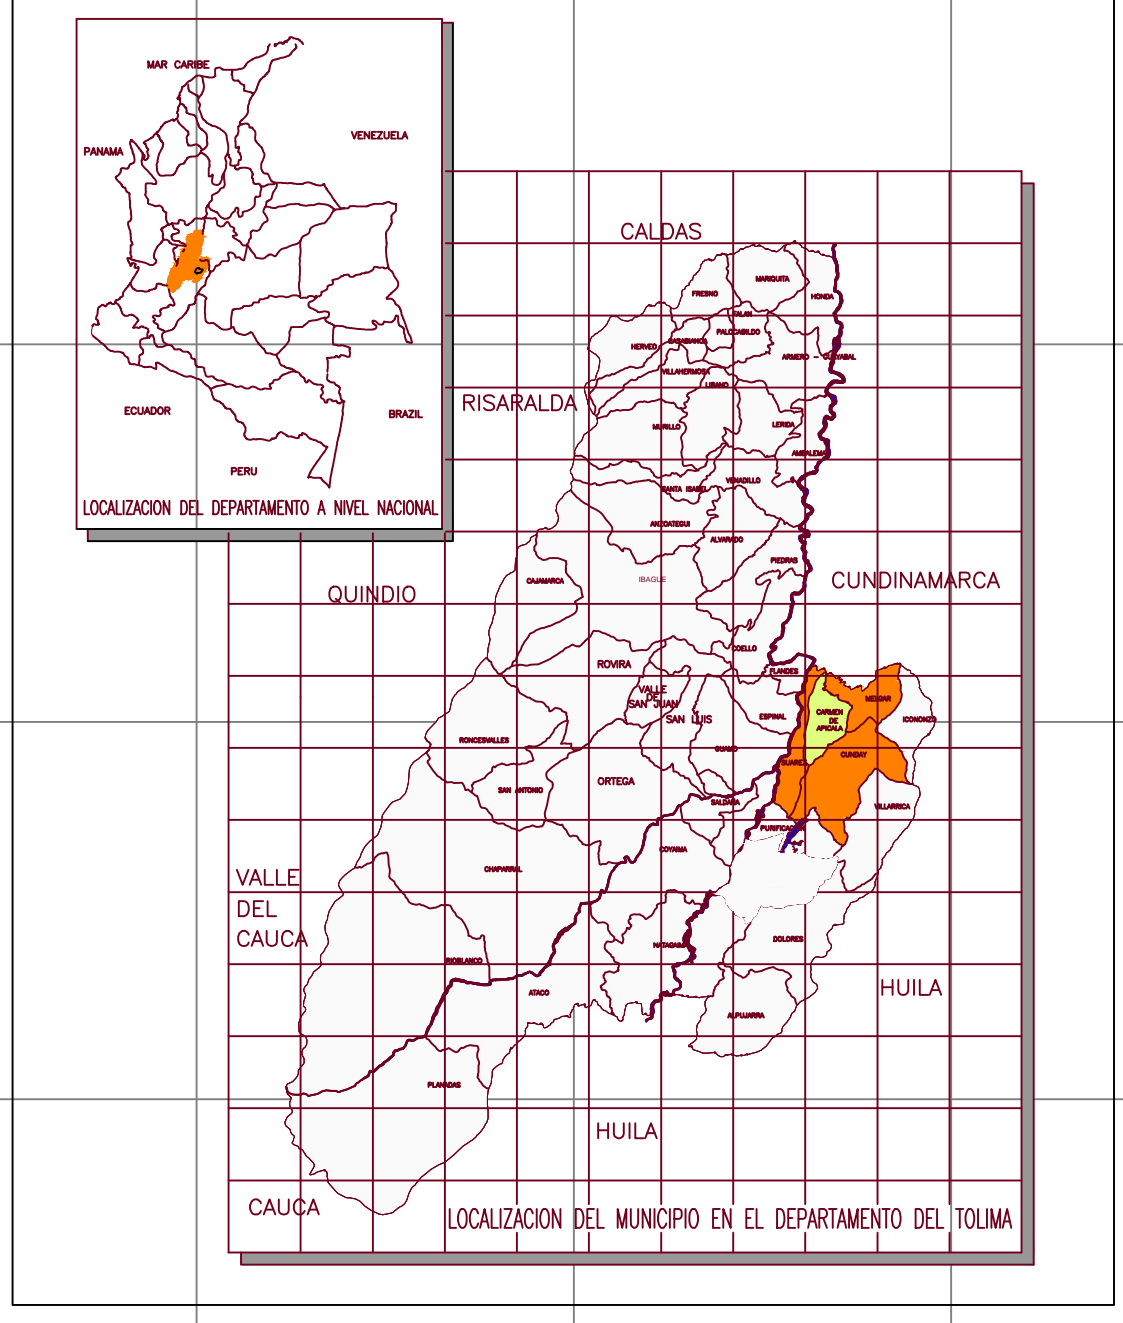 MAR CARIBE
VENEZUELA
PANAMA
ECUADOR
BRAZIL
PERU
LOCALIZACION DEL DEPARTAMENTO A NIVEL NACIONAL
CALDAS
MARIQUITA
FRESNO
HONDA
FALAN
PALOCABILDO
CASABIANCA
HERVEO
ARMERO - GUAYABAL
VILLAHERMOSA
LIBANO
RISARALDA
MURILLO
LERIDA
AMBALEMA
VENADILLO
SANTA ISABEL
ANZOATEGUI
ALVARADO
PIEDRAS
CAJAMARCA
IBAGUE
CUNDINAMARCA
QUINDIO
COELLO
ROVIRA
FLANDES
VALLE
DE
SAN JUAN
MELGAR
CARMEN
DE
APICALA
SAN LUIS
ESPINAL
ICONONZO
RONCESVALLES
GUAMO
CUNDAY
SUAREZ
ORTEGA
SAN ANTONIO
SALDAÑA
VILLARRICA
PURIFICACION
COYAIMA
CHAPARRAL
VALLE
DEL
CAUCA
NATAGAIMA
DOLORES
RIOBLANCO
ATACO
HUILA
ALPUJARRA
PLANADAS
HUILA
CAUCA
LOCALIZACION DEL MUNICIPIO EN EL DEPARTAMENTO DEL TOLIMA